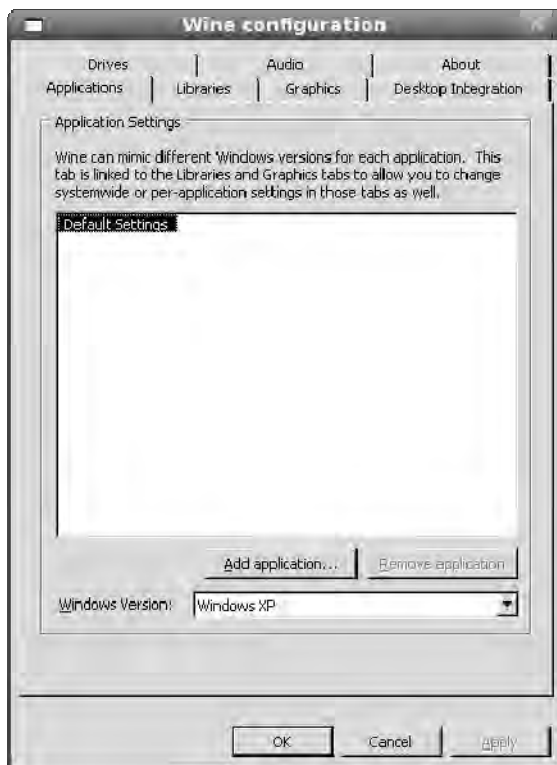 Wine configuration
Drives Audio About
Applications Libraries Graphics Desktop Integration
Application Settings
Wine can mimic different Windows versions for each application. This
tab is linked to the Libraries and Graphics tabs to allow you to change
systemwide or per-application settings in those tabs as well.
Default Settings
Add application... Remove application
Windows Version: Windows XP
OK Cancel Apply